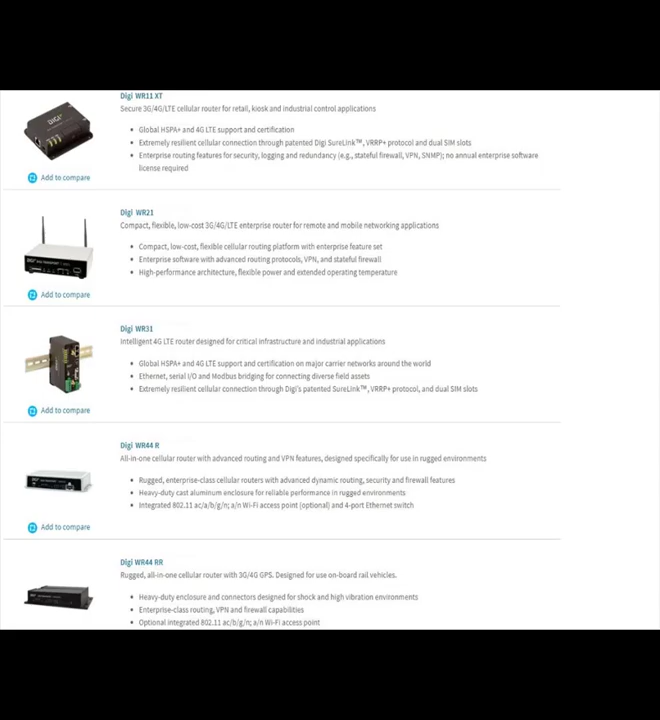 Digi WR11 XT
Secure 3G/4G/LTE cellular router for retail, kiosk and industrial control applications
• Global HSPA+ and 4G LTE support and certification
• Extremely resilient cellular connection through patented Digi SureLink™, VRRP+ protocol and dual SIM slots
• Enterprise routing features for security, logging and redundancy (e.g., stateful firewall, VPN, SNMP); no annual enterprise software
license required
Add to compare
Digi WR21
Compact, flexible, low-cost 3G/4G/LTE enterprise router for remote and mobile networking applications
• Compact, low-cost, flexible cellular routing platform with enterprise feature set
• Enterprise software with advanced routing protocols, VPN, and stateful firewall
• High-performance architecture, flexible power and extended operating temperature
Add to compare
Digi WR31
Intelligent 4G LTE router designed for critical infrastructure and industrial applications
• Global HSPA+ and 4G LTE support and certification on major carrier networks around the world
• Ethernet, serial I/O and Modbus bridging for connecting diverse field assets
• Extremely resilient cellular connection through Digi's patented SureLink™, VRRP+ protocol, and dual SIM slots
Add to compare
Digi WR44 R
All-in-one cellular router with advanced routing and VPN features, designed specifically for use in rugged environments
• Rugged, enterprise-class cellular routers with advanced dynamic routing, security and firewall features
• Heavy-duty cast aluminum enclosure for reliable performance in rugged environments
• Integrated 802.11 ac/a/b/g/n; a/n Wi-Fi access point (optional) and 4-port Ethernet switch
Add to compare
Digi WR44 RR
Rugged, all-in-one cellular router with 3G/4G GPS. Designed for use on-board rail vehicles.
• Heavy-duty enclosure and connectors designed for shock and high vibration environments
• Enterprise-class routing, VPN and firewall capabilities
• Optional integrated 802.11 ac/b/g/n; a/n Wi-Fi access point